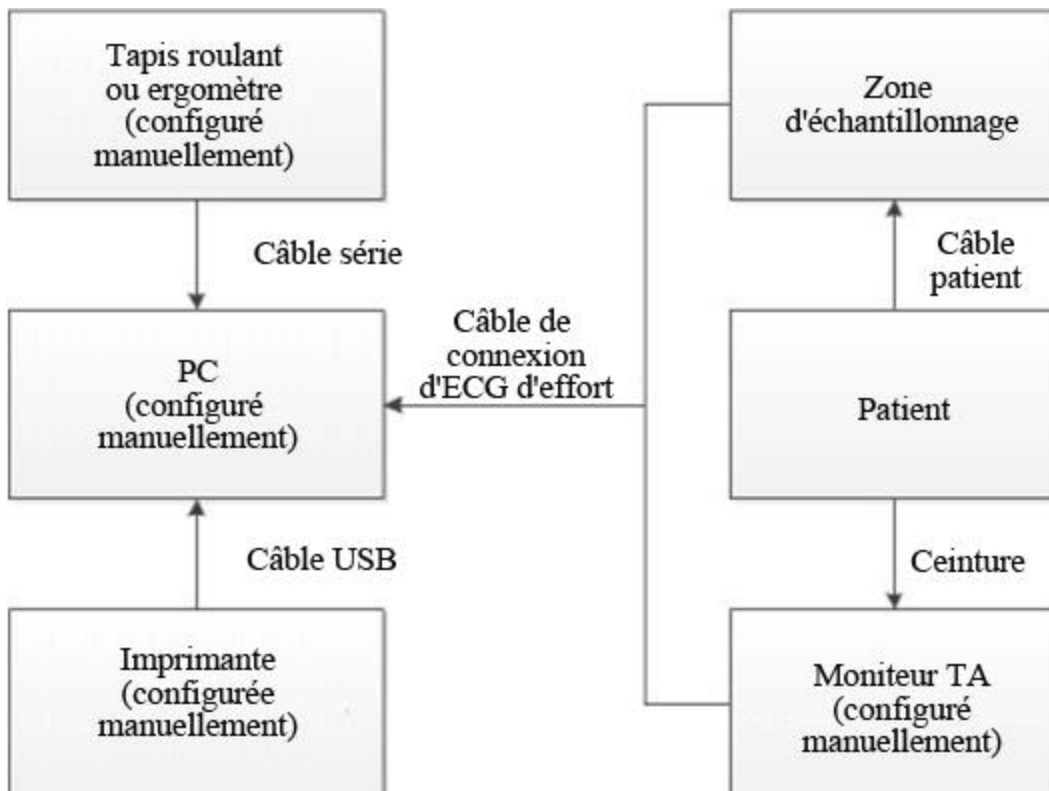 Tapis roulant
ou ergomètre
(configuré
manuellement)
Zone
d'échantillonnage
Câble série
Câble
patient
PC
(configuré
manuellement)
Câble de
connexion
d'ECG d'effort
Patient
Câble USB
Ceinture
Imprimante
(configurée
manuellement)
Moniteur TA
(configuré
manuellement)